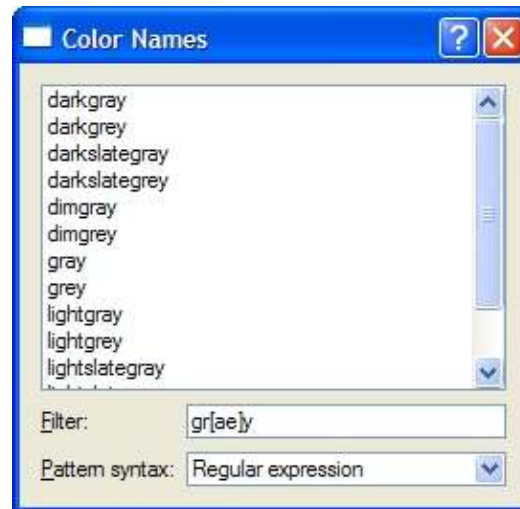 Color Names
darkgray
darkgrey
darkslategray
darkslategrey
dimgray
dimgrey
gray
grey
lightgray
lightgrey
lightslategray
Filter: gr[ae]y
Pattern syntax: Regular expression